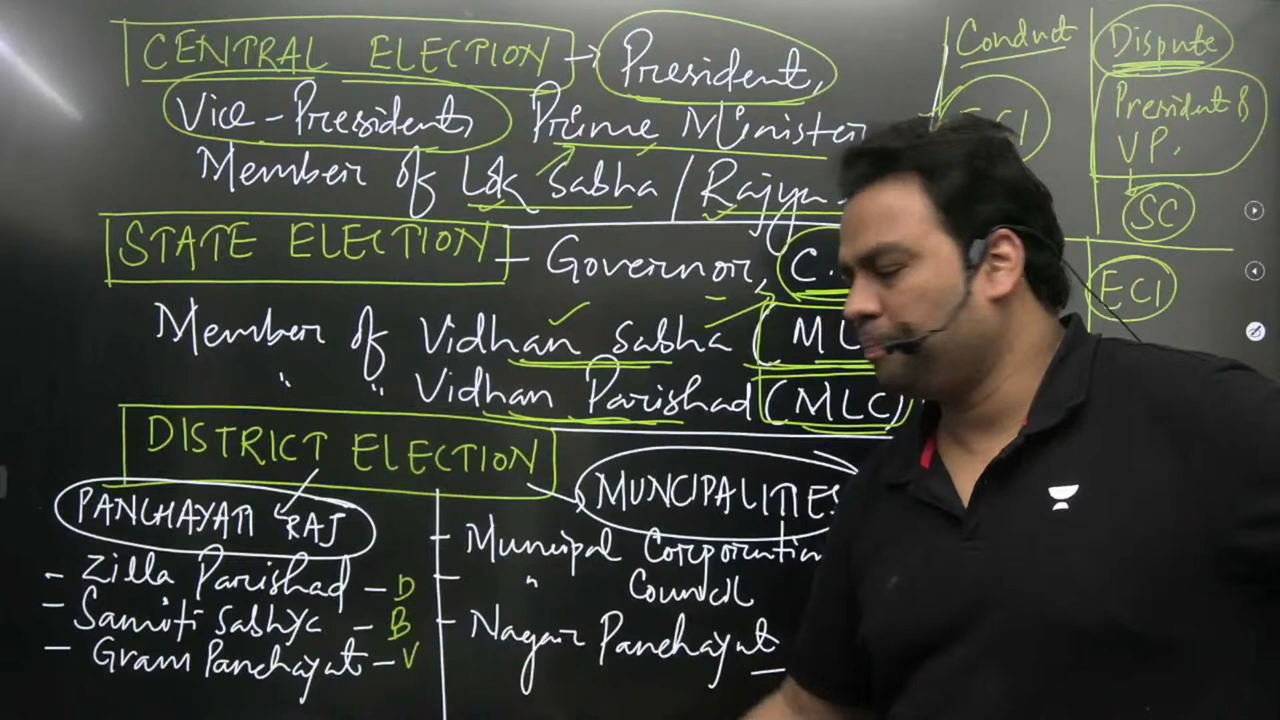 CENTRAL ELECTION → President,
Vice-President, Prime Minister
Member of Lok Sabha / Rajya
STATE ELECTION - Governor, C.
Member of Vidhan Sabha (ML
" " Vidhan Parishad (MLC)
DISTRICT ELECTION
PANCHAYATI RAJ
- Zilla Parishad - D
- Samiti Sabhya - B
- Gram Panchayat - V
MUNCIPALITIES
- Muncipal Corporation
- " Council
- Nagar Panchayat
Conduct
Dispute
President &
VP.
SC
ECI